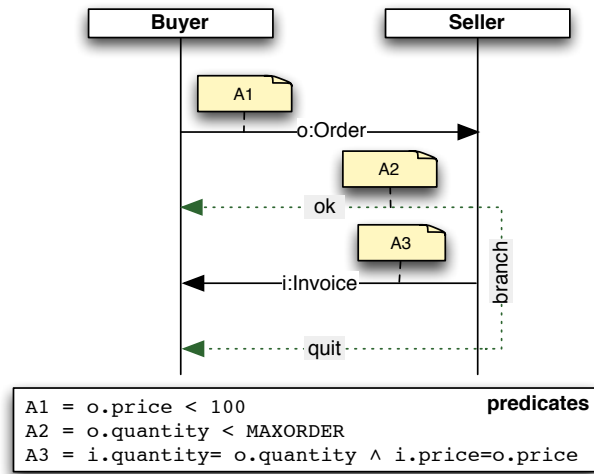 Buyer
Seller
A1
o:Order
A2
ok
A3
i:Invoice
branch
quit
predicates
A1 = o.price < 100
A2 = o.quantity < MAXORDER
A3 = i.quantity= o.quantity ∧ i.price=o.price